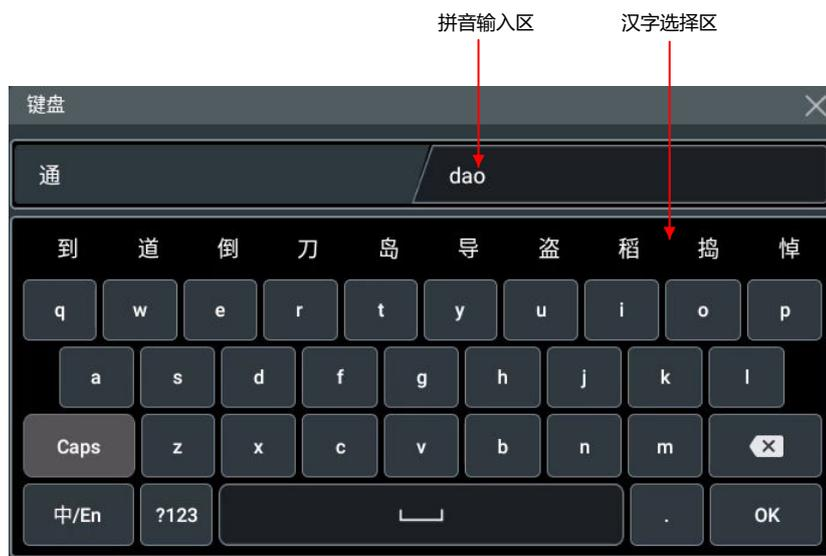 拼音输入区 汉字选择区
键盘
通 dao
到 道 倒 刀 岛 导 盗 稻 捣 悼
q w e r t y u i o p
a s d f g h j k l
Caps z x c v b n m
中/En ?123 . OK